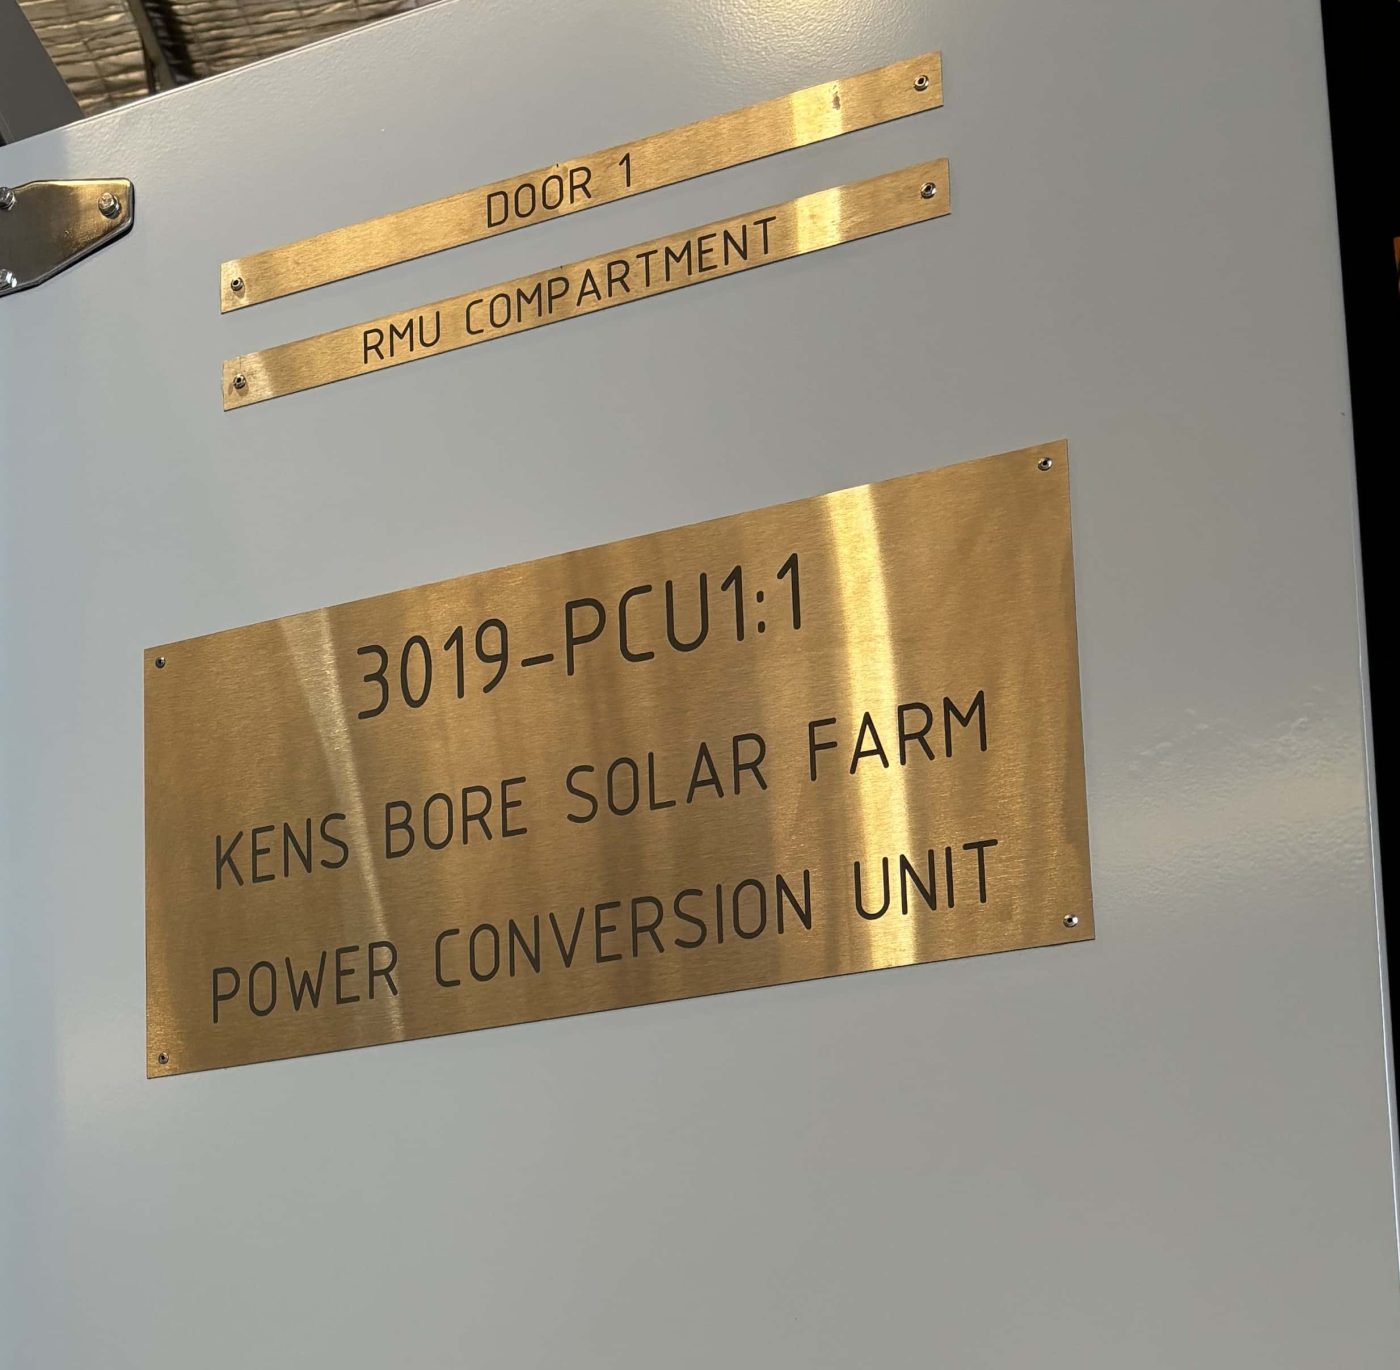 DOOR 1
RMU COMPARTMENT
3019-PCU1:1
KENS BORE SOLAR FARM
POWER CONVERSION UNIT